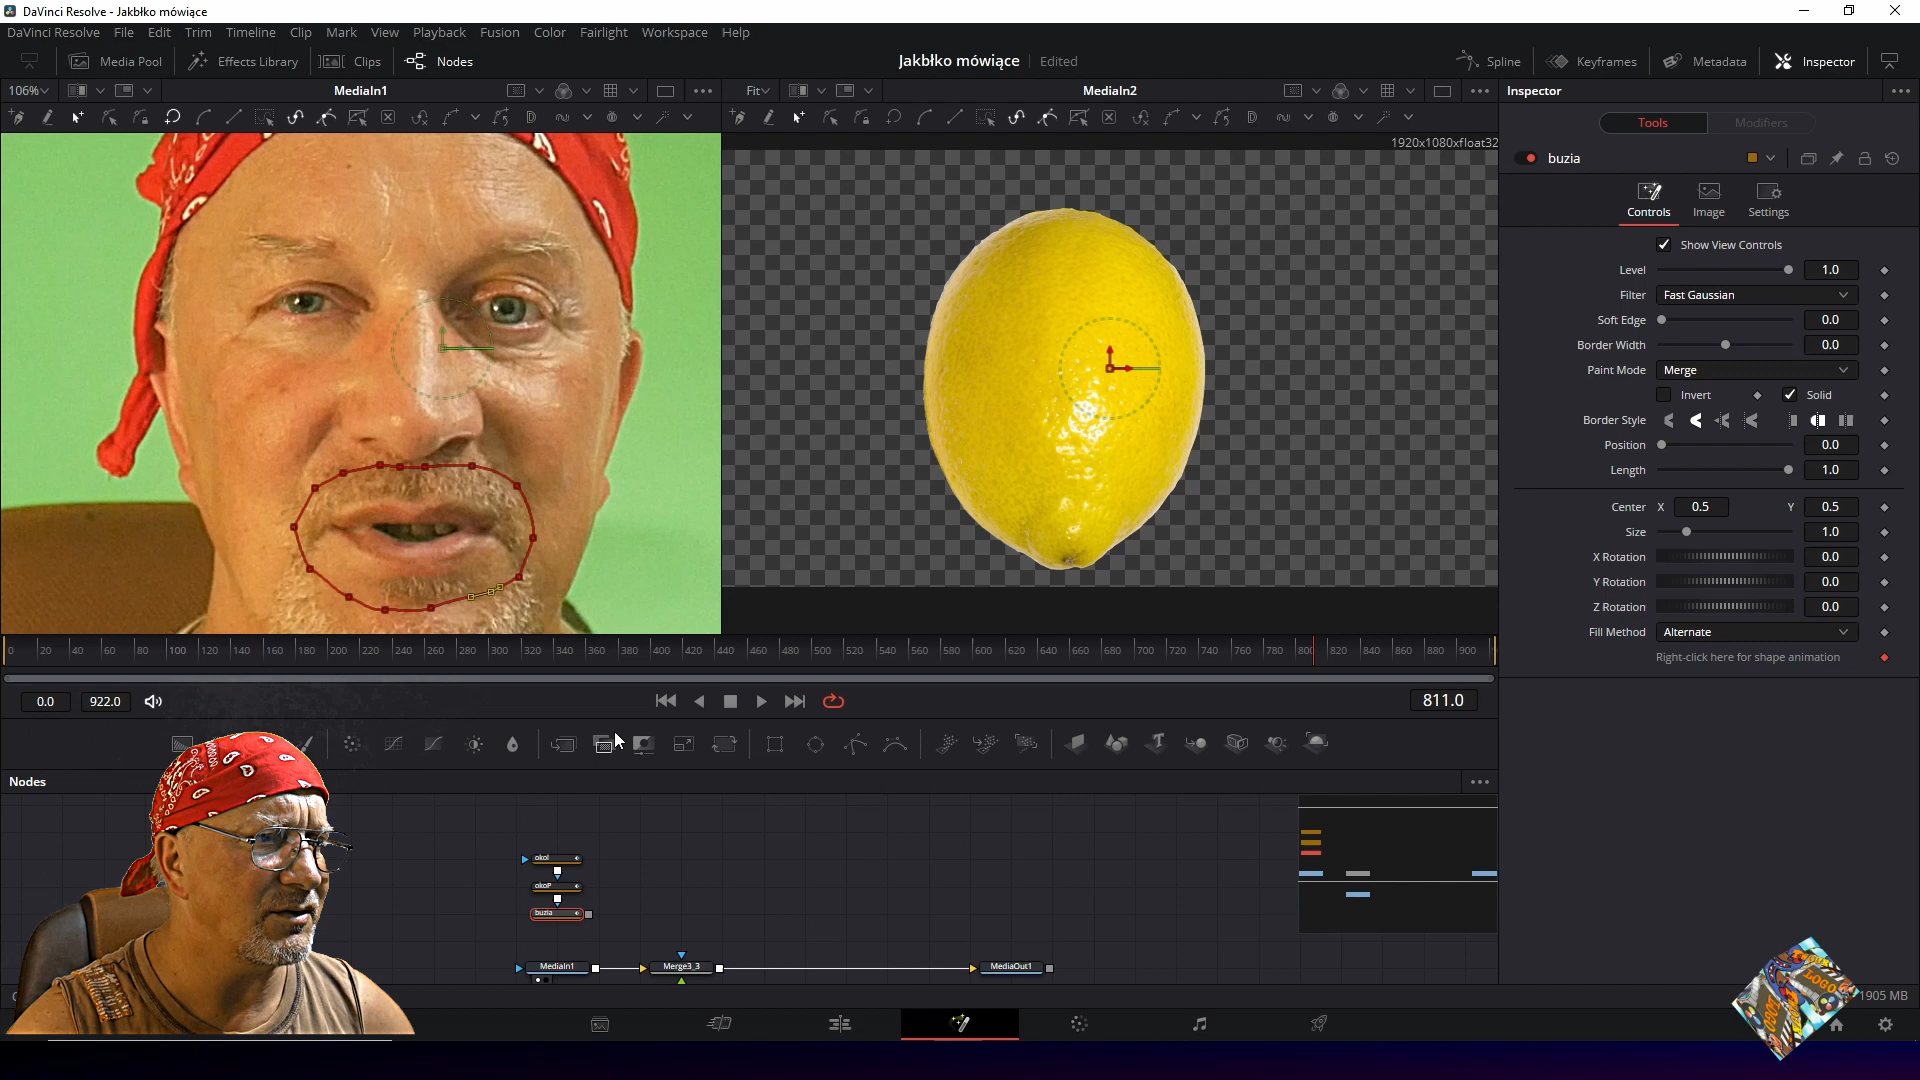 DaVinci Resolve - Jakbłko mówiące
DaVinci Resolve File Edit Trim Timeline Clip Mark View Playback Fusion Color Fairlight Workspace Help
Media Pool Effects Library Clips Nodes Jakbłko mówiące Edited Spline Keyframes Metadata Inspector
106% MediaIn1 Fit MediaIn2 Inspector
Tools Modifiers
1920x1080xfloat32
buzia
Controls Image Settings
Show View Controls
Level 1.0
Filter Fast Gaussian
Soft Edge 0.0
Border Width 0.0
Paint Mode Merge
Invert Solid
Border Style
Position 0.0
Length 1.0
Center X 0.5 Y 0.5
Size 1.0
X Rotation 0.0
Y Rotation 0.0
Z Rotation 0.0
Fill Method Alternate
Right-click here for shape animation
0 20 40 60 80 100 120 140 160 180 200 220 240 260 280 300 320 340 360 380 400 420 440 460 480 500 520 540 560 580 600 620 640 660 680 700 720 740 760 780 800 820 840 860 880 900
0.0 922.0 811.0
Nodes
okol
okoP
buzia
MediaIn1 Merge3_3 MediaOut1
LOGO
LOGO
1905 MB